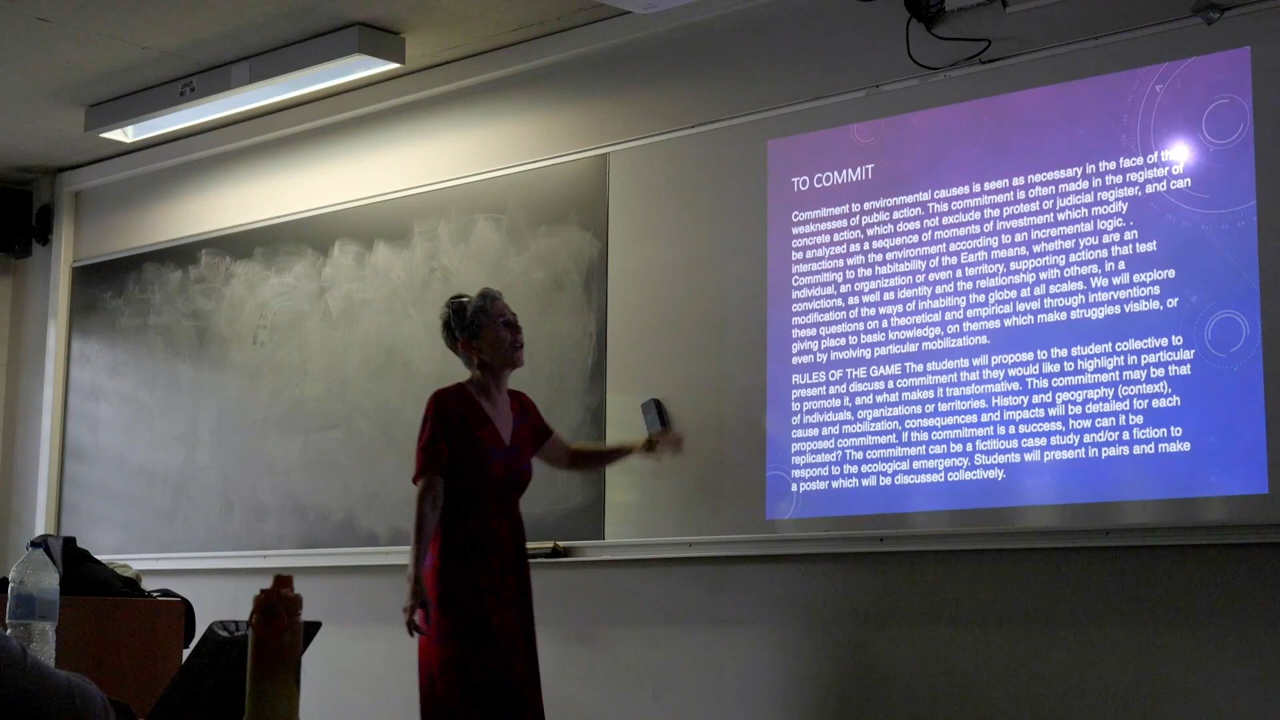 TO COMMIT
Commitment to environmental causes is seen as necessary in the face of the
weaknesses of public action. This commitment is often made in the register of
concrete action, which does not exclude the protest or judicial register, and can
be analyzed as a sequence of moments of investment which modify
interactions with the environment according to an incremental logic. .
Committing to the habitability of the Earth means, whether you are an
individual, an organization or even a territory, supporting actions that test
convictions, as well as identity and the relationship with others, in a
modification of the ways of inhabiting the globe at all scales. We will explore
these questions on a theoretical and empirical level through interventions
giving place to basic knowledge, on themes which make struggles visible, or
even by involving particular mobilizations.
RULES OF THE GAME The students will propose to the student collective to
present and discuss a commitment that they would like to highlight in particular
to promote it, and what makes it transformative. This commitment may be that
of individuals, organizations or territories. History and geography (context),
cause and mobilization, consequences and impacts will be detailed for each
proposed commitment. If this commitment is a success, how can it be
replicated? The commitment can be a fictitious case study and/or a fiction to
respond to the ecological emergency. Students will present in pairs and make
a poster which will be discussed collectively.